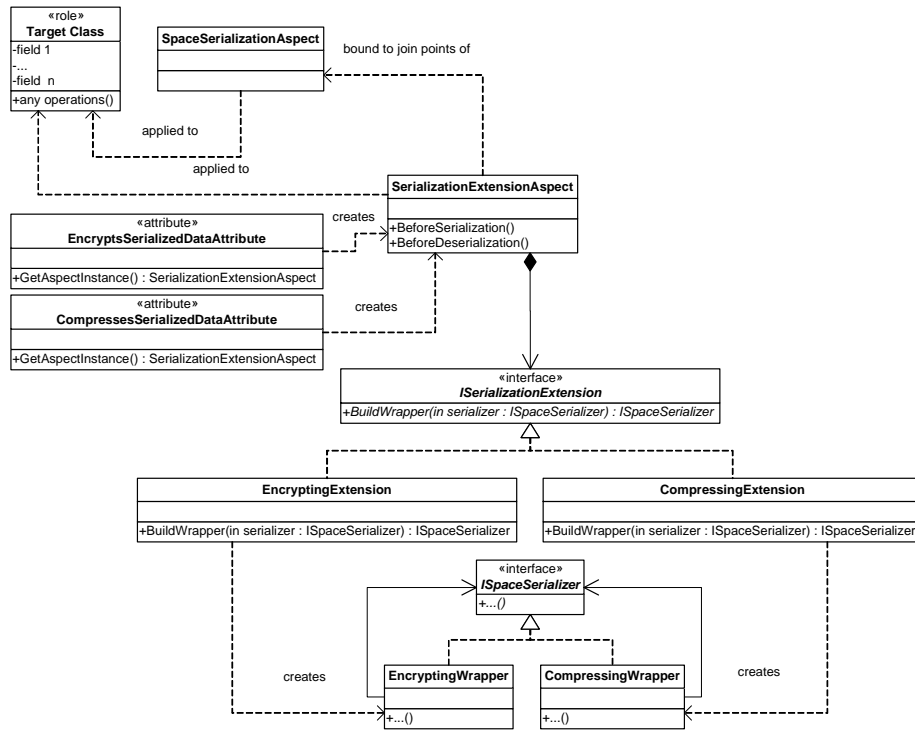 «role»
Target Class
-field 1
-...
-field n
+any operations()
SpaceSerializationAspect
bound to join points of
applied to
applied to
SerializationExtensionAspect
+BeforeSerialization()
+BeforeDeserialization()
«attribute»
EncryptsSerializedDataAttribute
+GetAspectInstance() : SerializationExtensionAspect
creates
«attribute»
CompressesSerializedDataAttribute
+GetAspectInstance() : SerializationExtensionAspect
creates
«interface»
ISerializationExtension
+BuildWrapper(in serializer : ISpaceSerializer) : ISpaceSerializer
EncryptingExtension
+BuildWrapper(in serializer : ISpaceSerializer) : ISpaceSerializer
CompressingExtension
+BuildWrapper(in serializer : ISpaceSerializer) : ISpaceSerializer
«interface»
ISpaceSerializer
+...()
creates
EncryptingWrapper
+...()
CompressingWrapper
+...()
creates